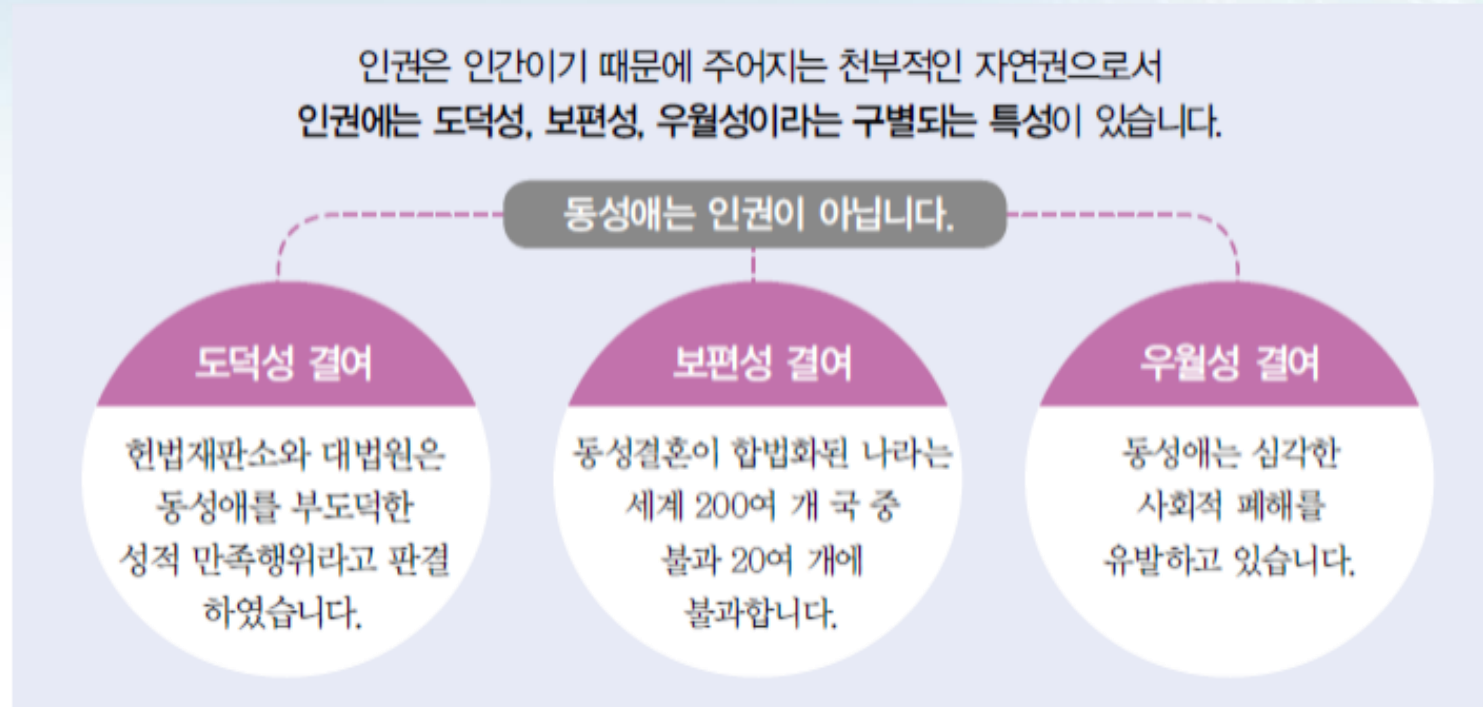 인권은 인간이기 때문에 주어지는 천부적인 자연권으로서
인권에는 도덕성, 보편성, 우월성이라는 구별되는 특성이 있습니다.
동성애는 인권이 아닙니다.
도덕성 결여
헌법재판소와 대법원은
동성애를 부도덕한
성적 만족행위라고 판결
하였습니다.
보편성 결여
동성결혼이 합법화된 나라는
세계 200여 개 국 중
불과 20여 개에
불과합니다.
우월성 결여
동성애는 심각한
사회적 폐해를
유발하고 있습니다.